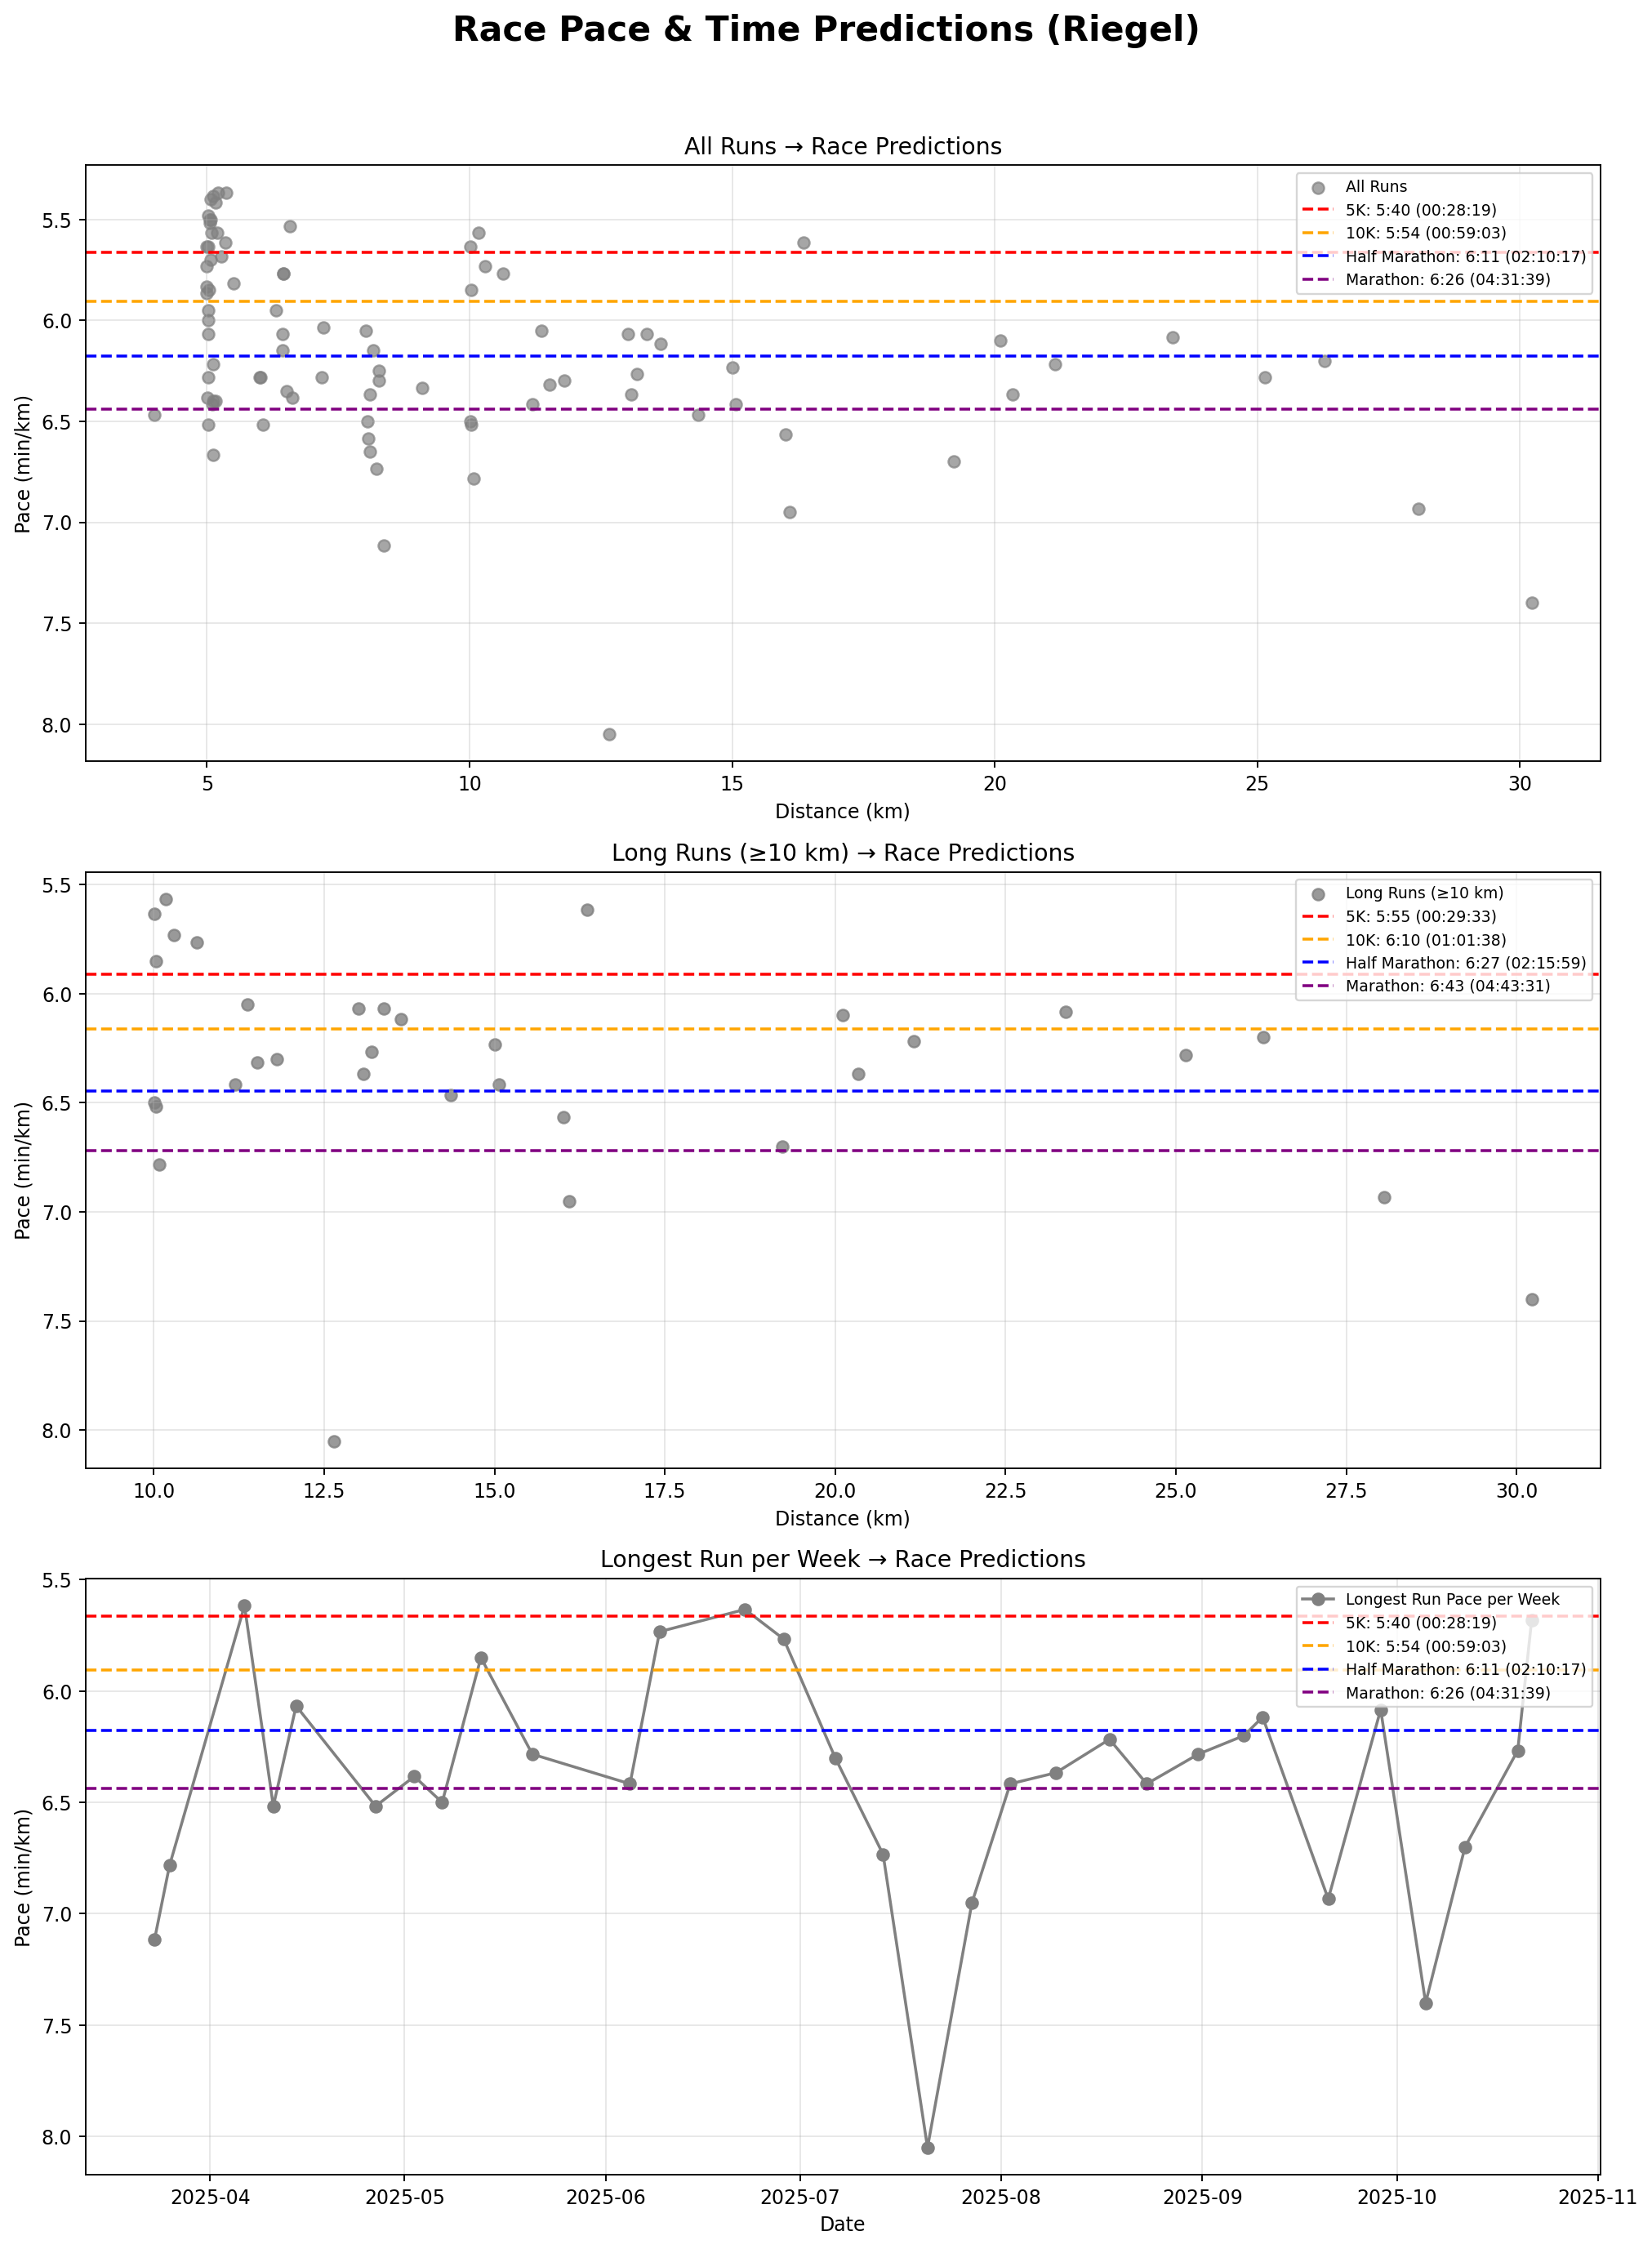 Race Pace & Time Predictions (Riegel)
All Runs → Race Predictions
All Runs
5K: 5:40 (00:28:19)
10K: 5:54 (00:59:03)
Half Marathon: 6:11 (02:10:17)
Marathon: 6:26 (04:31:39)
Pace (min/km)
5.5
6.0
6.5
7.0
7.5
8.0
5 10 15 20 25 30
Distance (km)
Long Runs (≥10 km) → Race Predictions
Long Runs (≥10 km)
5K: 5:55 (00:29:33)
10K: 6:10 (01:01:38)
Half Marathon: 6:27 (02:15:59)
Marathon: 6:43 (04:43:31)
Pace (min/km)
5.5
6.0
6.5
7.0
7.5
8.0
10.0 12.5 15.0 17.5 20.0 22.5 25.0 27.5 30.0
Distance (km)
Longest Run per Week → Race Predictions
Longest Run Pace per Week
5K: 5:40 (00:28:19)
10K: 5:54 (00:59:03)
Half Marathon: 6:11 (02:10:17)
Marathon: 6:26 (04:31:39)
Pace (min/km)
5.5
6.0
6.5
7.0
7.5
8.0
2025-04 2025-05 2025-06 2025-07 2025-08 2025-09 2025-10 2025-11
Date